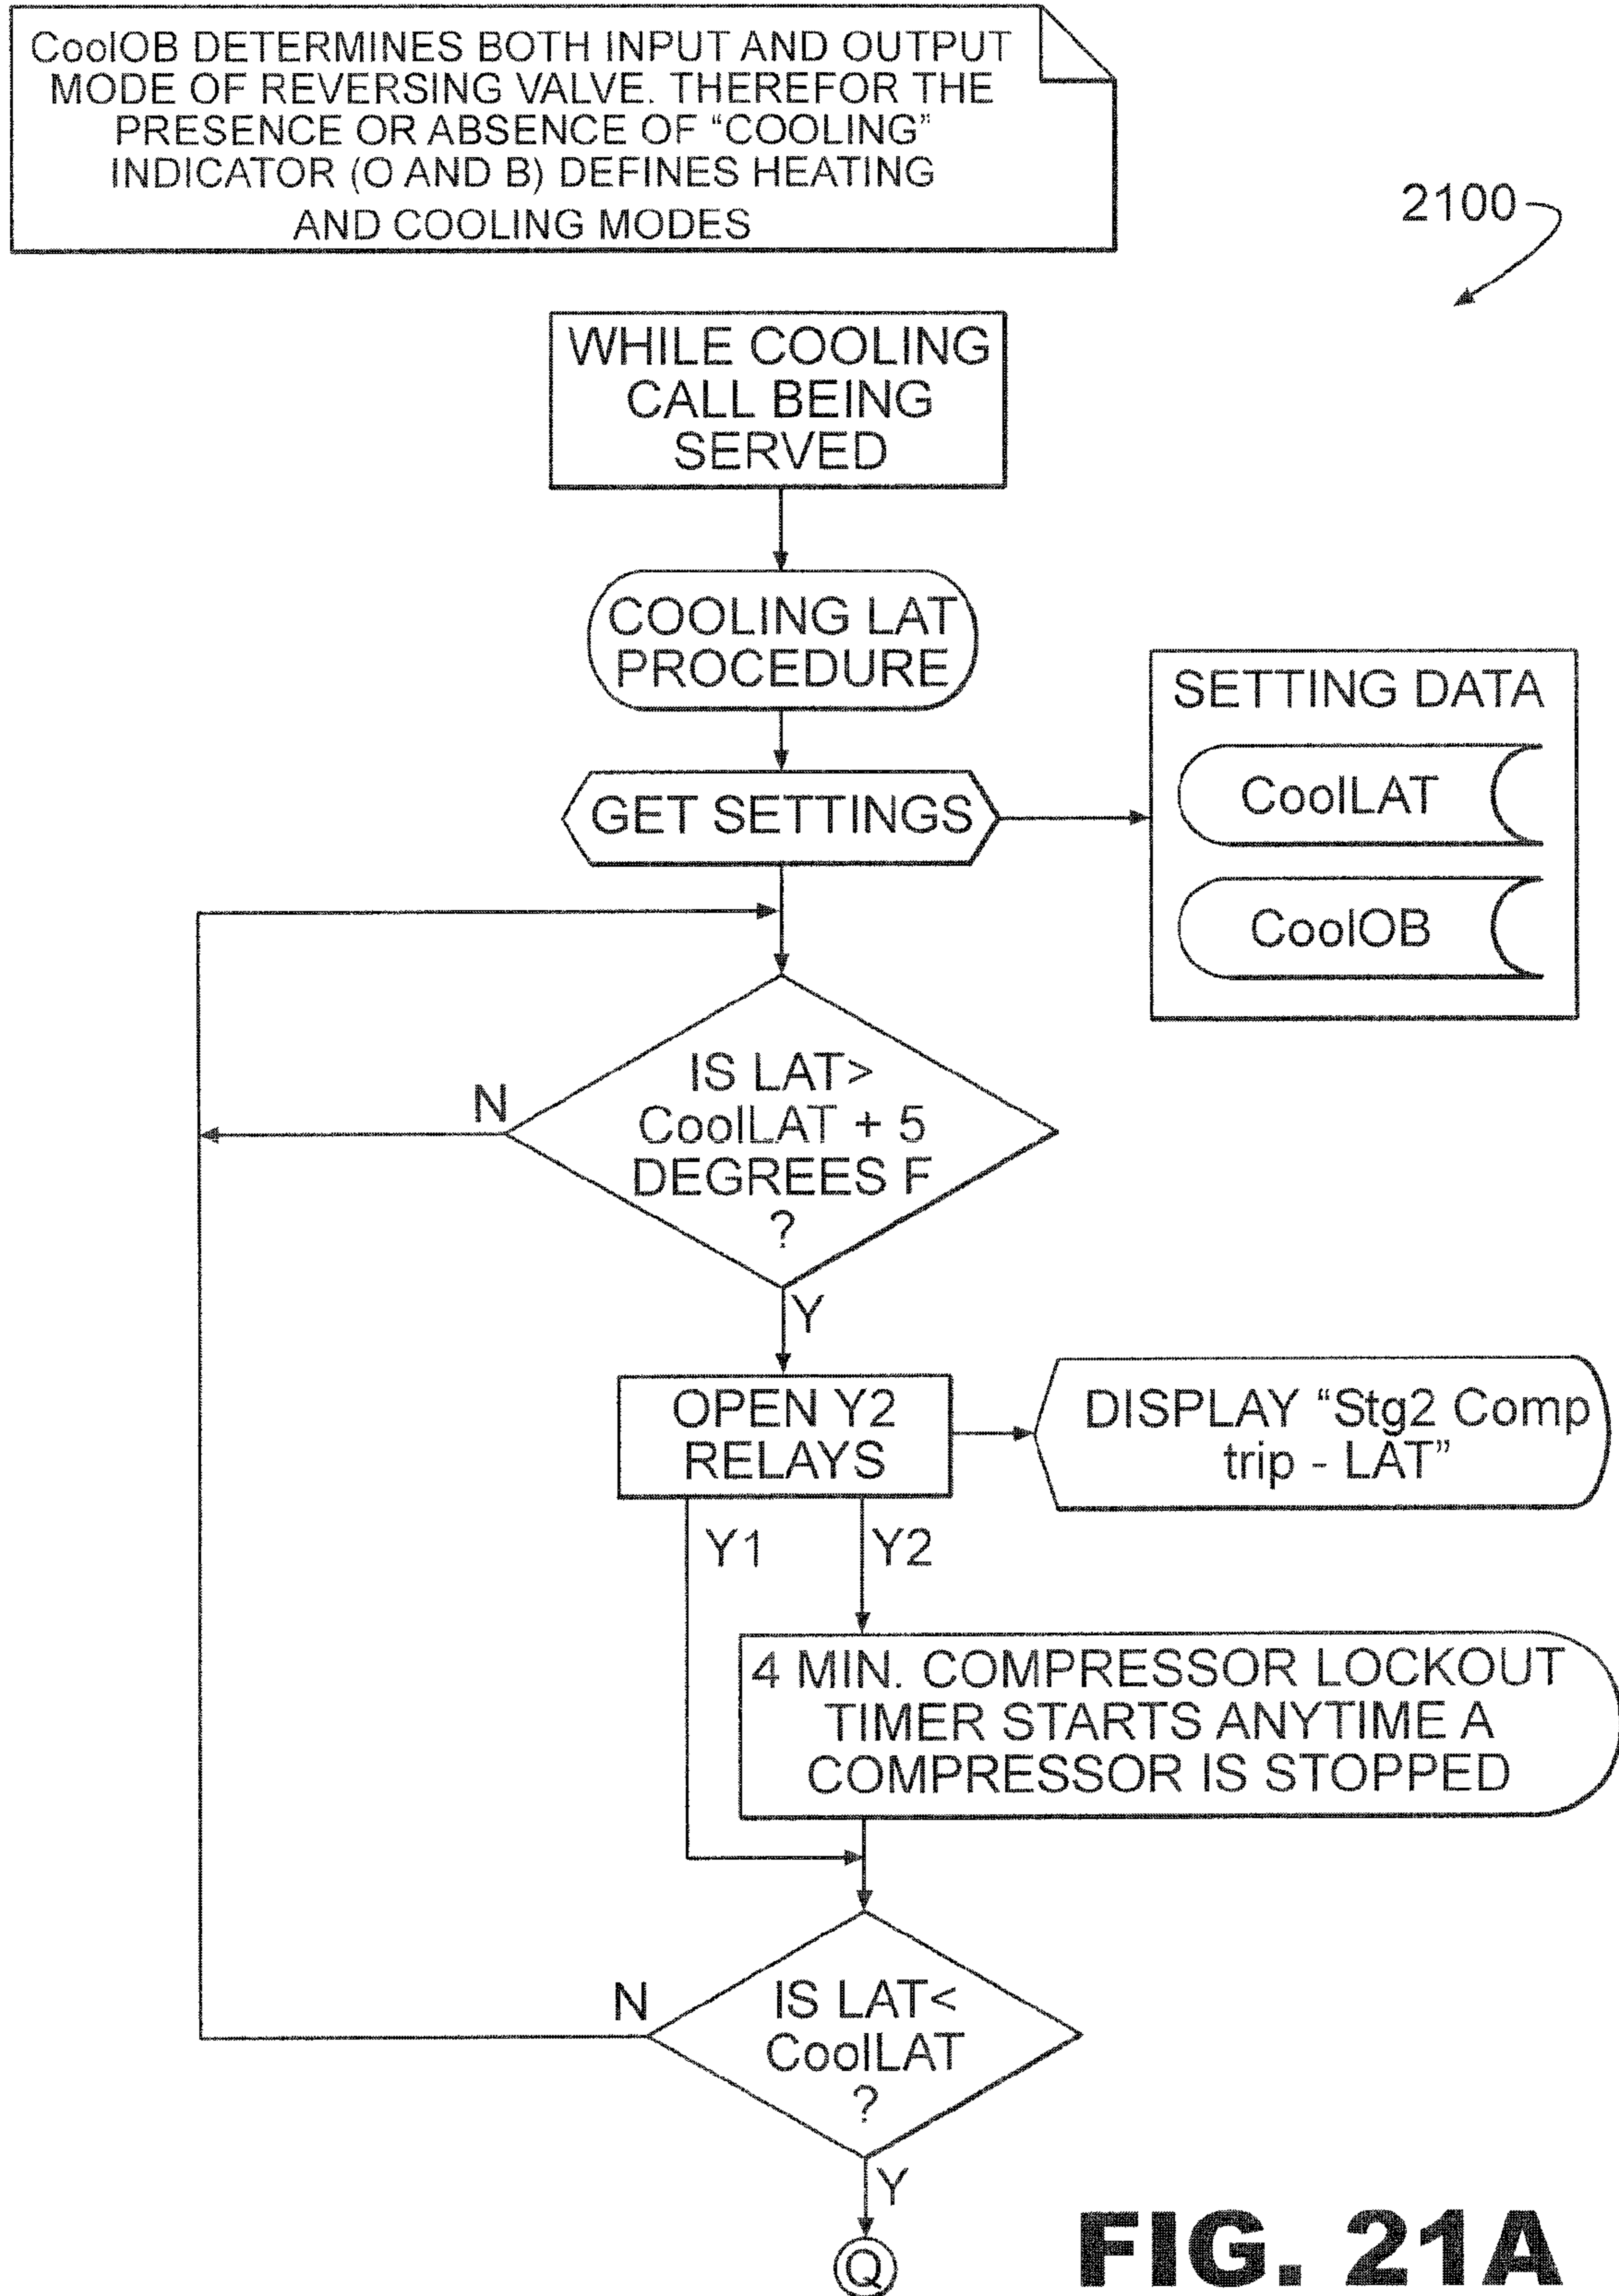 CoolOB DETERMINES BOTH INPUT AND OUTPUT
MODE OF REVERSING VALVE. THEREFOR THE
PRESENCE OR ABSENCE OF “COOLING”
INDICATOR (O AND B) DEFINES HEATING
AND COOLING MODES
2100
WHILE COOLING
CALL BEING
SERVED
COOLING LAT
PROCEDURE
GET SETTINGS
SETTING DATA
CoolLAT
CoolOB
IS LAT>
CoolLAT + 5
DEGREES F
?
N
Y
OPEN Y2
RELAYS
DISPLAY “Stg2 Comp
trip - LAT”
Y1
Y2
4 MIN. COMPRESSOR LOCKOUT
TIMER STARTS ANYTIME A
COMPRESSOR IS STOPPED
IS LAT<
CoolLAT
?
N
Y
Q
FIG. 21A